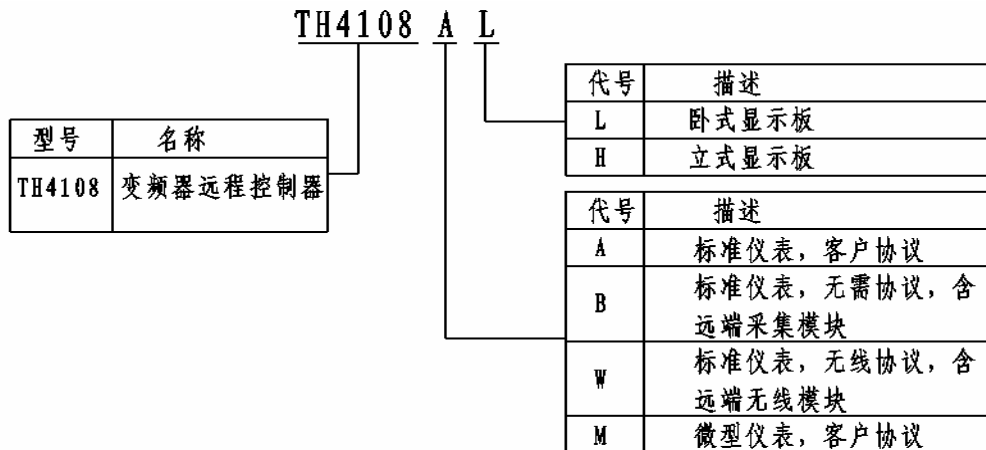 TH4108 A L
型号 名称
TH4108 变频器远程控制器
代号 描述
L 卧式显示板
H 立式显示板
代号 描述
A 标准仪表，客户协议
B 标准仪表，无需协议，含
远端采集模块
W 标准仪表，无线协议，含
远端无线模块
M 微型仪表，客户协议